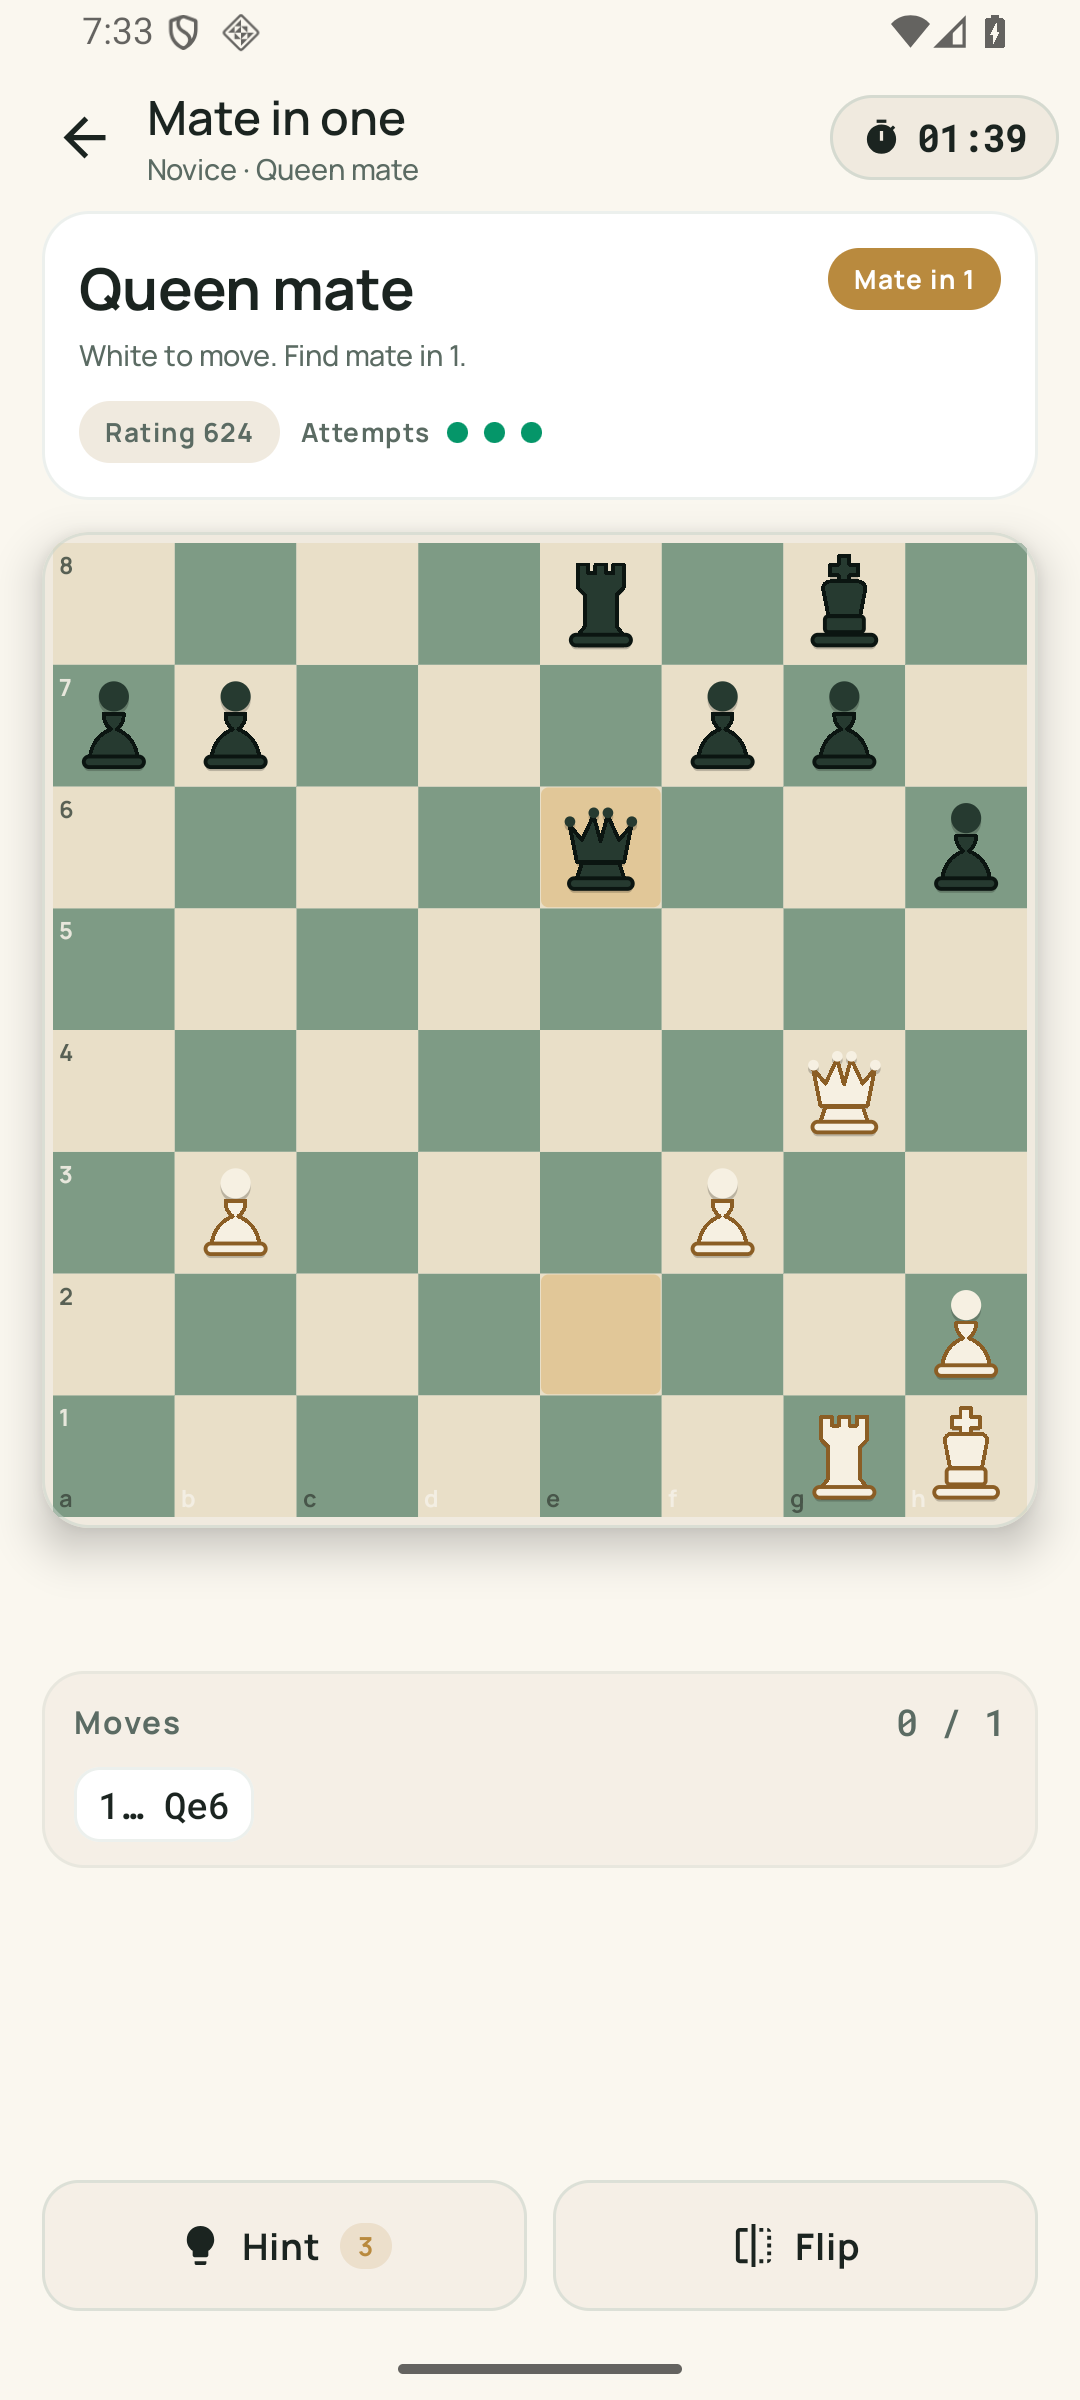 7:33
Mate in one
Novice · Queen mate
01:39
Queen mate
Mate in 1
White to move. Find mate in 1.
Rating 624
Attempts
8
7
6
5
4
3
2
1
a b c d e f g h
Moves
0 / 1
1… Qe6
Hint 3
Flip